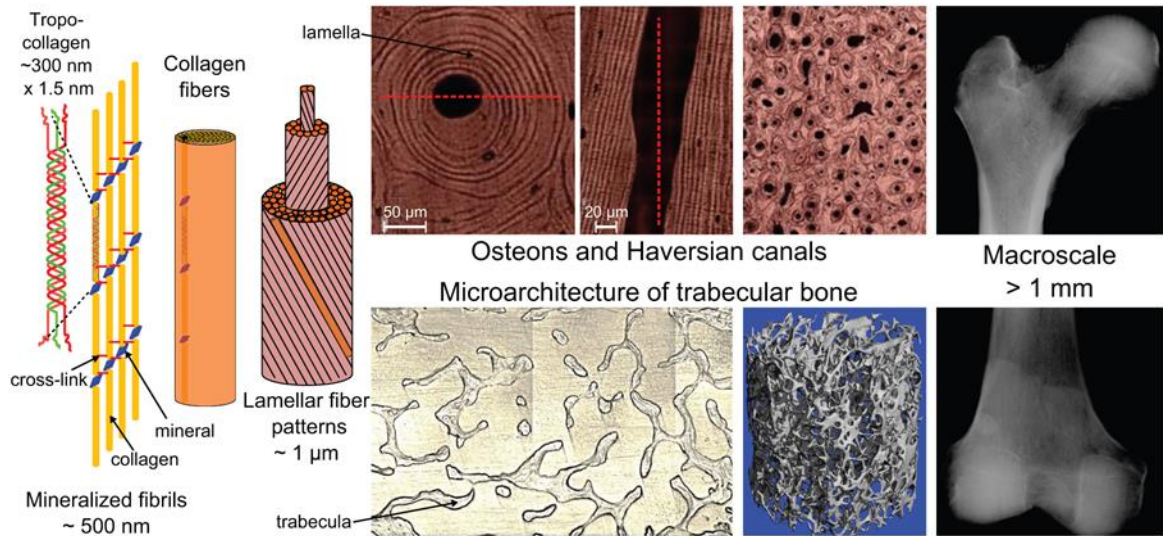 Tropo-
collagen
~300 nm
x 1.5 nm
Collagen
fibers
cross-link
mineral
collagen
Mineralized fibrils
~ 500 nm
Lamellar fiber
patterns
~ 1 µm
lamella
50 µm
20 µm
Osteons and Haversian canals
Microarchitecture of trabecular bone
trabecula
Macroscale
> 1 mm